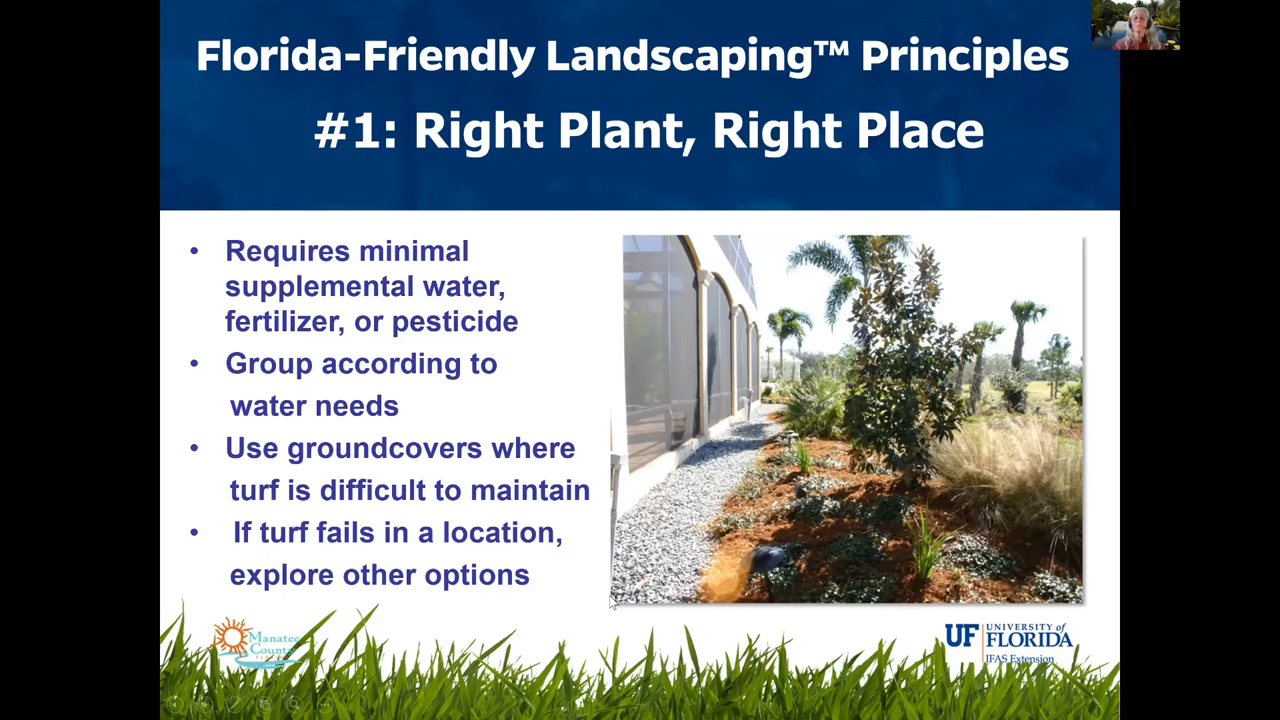 Florida-Friendly Landscaping™ Principles
#1: Right Plant, Right Place
• Requires minimal
supplemental water,
fertilizer, or pesticide
• Group according to
water needs
• Use groundcovers where
turf is difficult to maintain
• If turf fails in a location,
explore other options
Manatee
County
UF UNIVERSITY of
FLORIDA
IFAS Extension